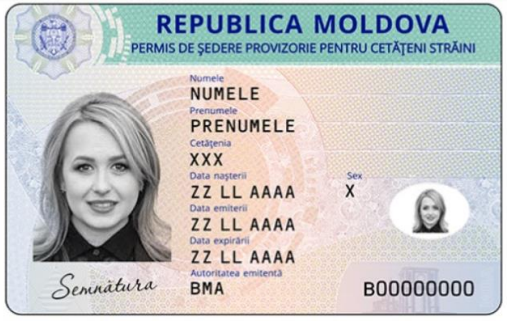 REPUBLICA MOLDOVA
PERMIS DE ŞEDERE PROVIZORIE PENTRU CETĂŢENI STRĂINI
Numele
NUMELE
Prenumele
PRENUMELE
Cetăţenia
XXX
Data naşterii Sex
ZZ LL AAAA X
Data emiterii
ZZ LL AAAA
Data expirării
ZZ LL AAAA
Autoritatea emitentă
BMA
B00000000
Semnătura